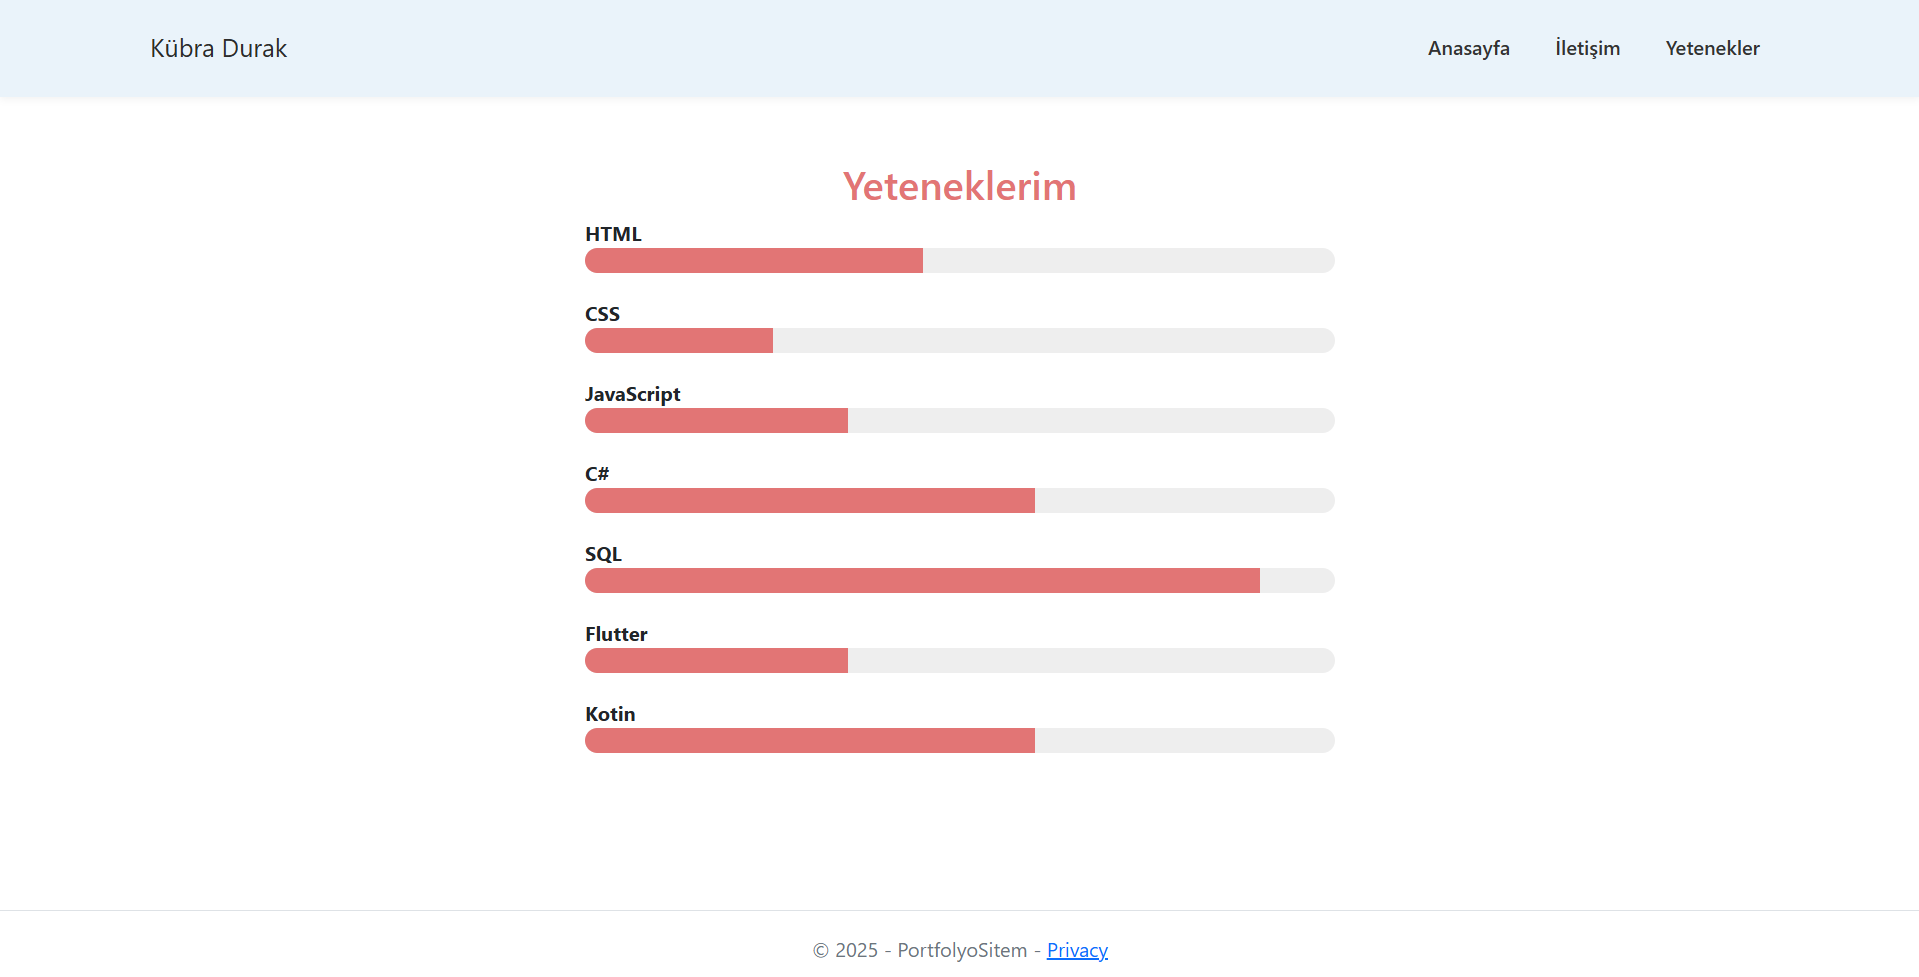 Kübra Durak Anasayfa İletişim Yetenekler
Yeteneklerim
HTML
CSS
JavaScript
C#
SQL
Flutter
Kotin
© 2025 - PortfolyoSitem - Privacy